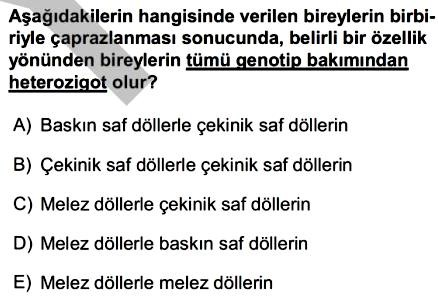 Aşağıdakilerin hangisinde verilen bireylerin birbi-
riyle çaprazlanması sonucunda, belirli bir özellik
yönünden bireylerin tümü genotip bakımından
heterozigot olur?
A) Baskın saf döllerle çekinik saf döllerin
B) Çekinik saf döllerle çekinik saf döllerin
C) Melez döllerle çekinik saf döllerin
D) Melez döllerle baskın saf döllerin
E) Melez döllerle melez döllerin